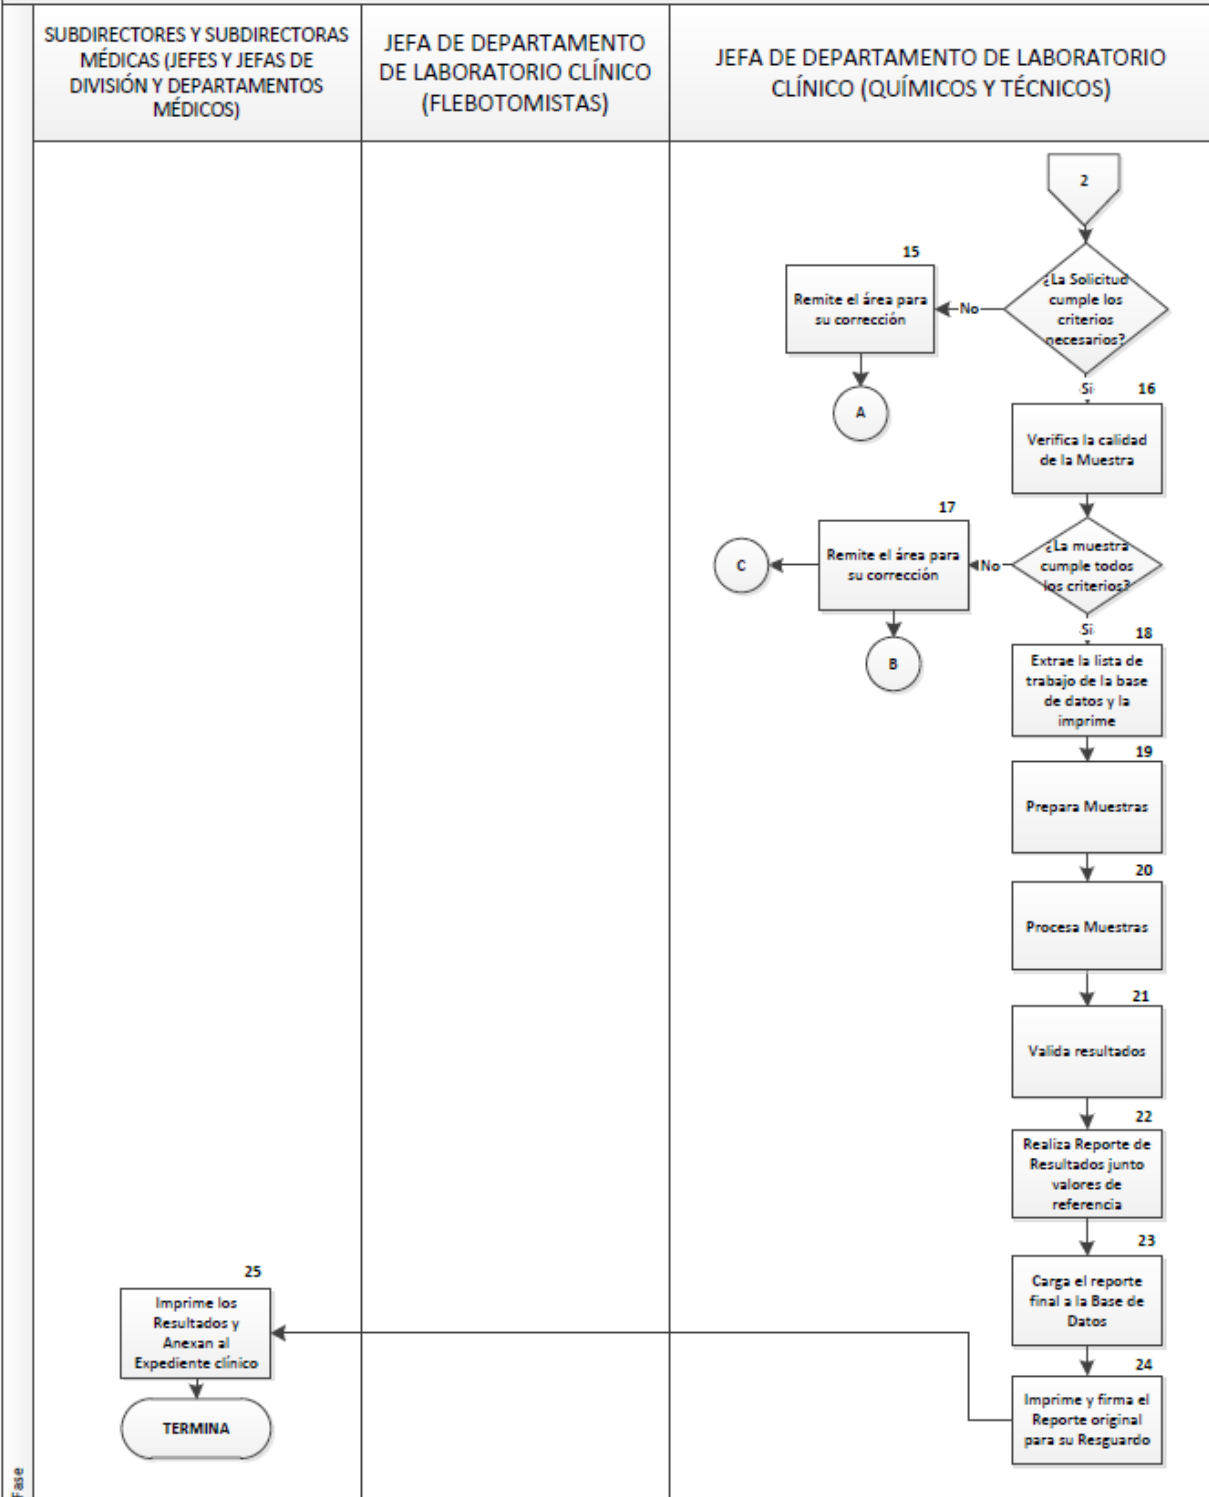 SUBDIRECTORES Y SUBDIRECTORAS
MÉDICAS (JEFES Y JEFAS DE
DIVISIÓN Y DEPARTAMENTOS
MÉDICOS)
JEFA DE DEPARTAMENTO
DE LABORATORIO CLÍNICO
(FLEBOTOMISTAS)
JEFA DE DEPARTAMENTO DE LABORATORIO
CLÍNICO (QUÍMICOS Y TÉCNICOS)
2
¿La Solicitud
cumple los
criterios
necesarios?
No
15
Remite el área para
su corrección
A
Si
16
Verifica la calidad
de la Muestra
¿La muestra
cumple todos
los criterios?
No
17
Remite el área para
su corrección
C
B
Si
18
Extrae la lista de
trabajo de la base
de datos y la
imprime
19
Prepara Muestras
20
Procesa Muestras
21
Valida resultados
22
Realiza Reporte de
Resultados junto
valores de
referencia
23
Carga el reporte
final a la Base de
Datos
24
Imprime y firma el
Reporte original
para su Resguardo
25
Imprime los
Resultados y
Anexan al
Expediente clínico
TERMINA
Fase